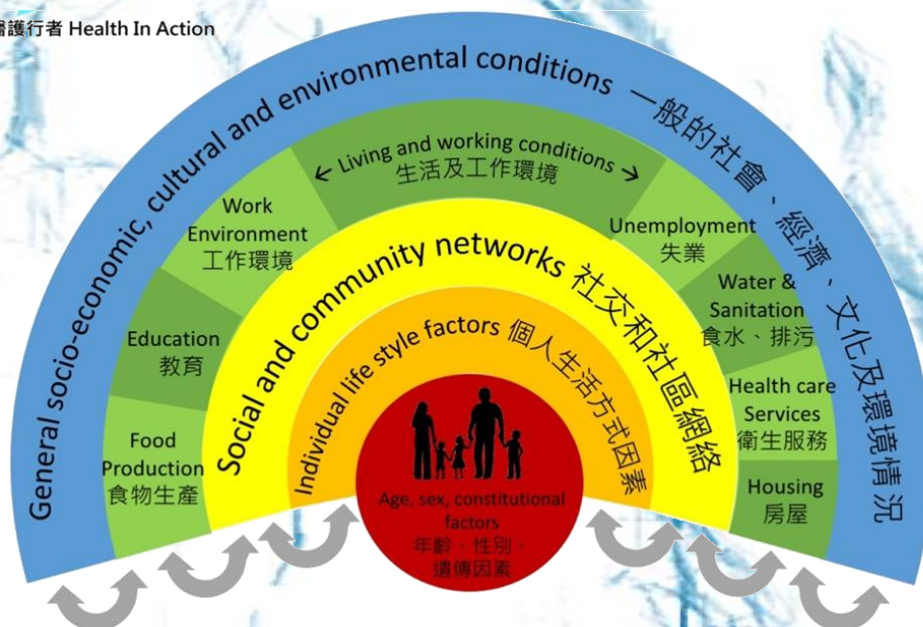 醫護行者 Health In Action
General socio-economic, cultural and environmental conditions 一般的社會、經濟、文化及環境情況
← Living and working conditions →
生活及工作環境
Work
Environment
工作環境
Education
教育
Food
Production
食物生產
Unemployment
失業
Water &
Sanitation
食水、排污
Health care
Services
衛生服務
Housing
房屋
Social and community networks 社交和社區網絡
Individual life style factors 個人生活方式因素
Age, sex, constitutional
factors
年齡、性別、
遺傳因素